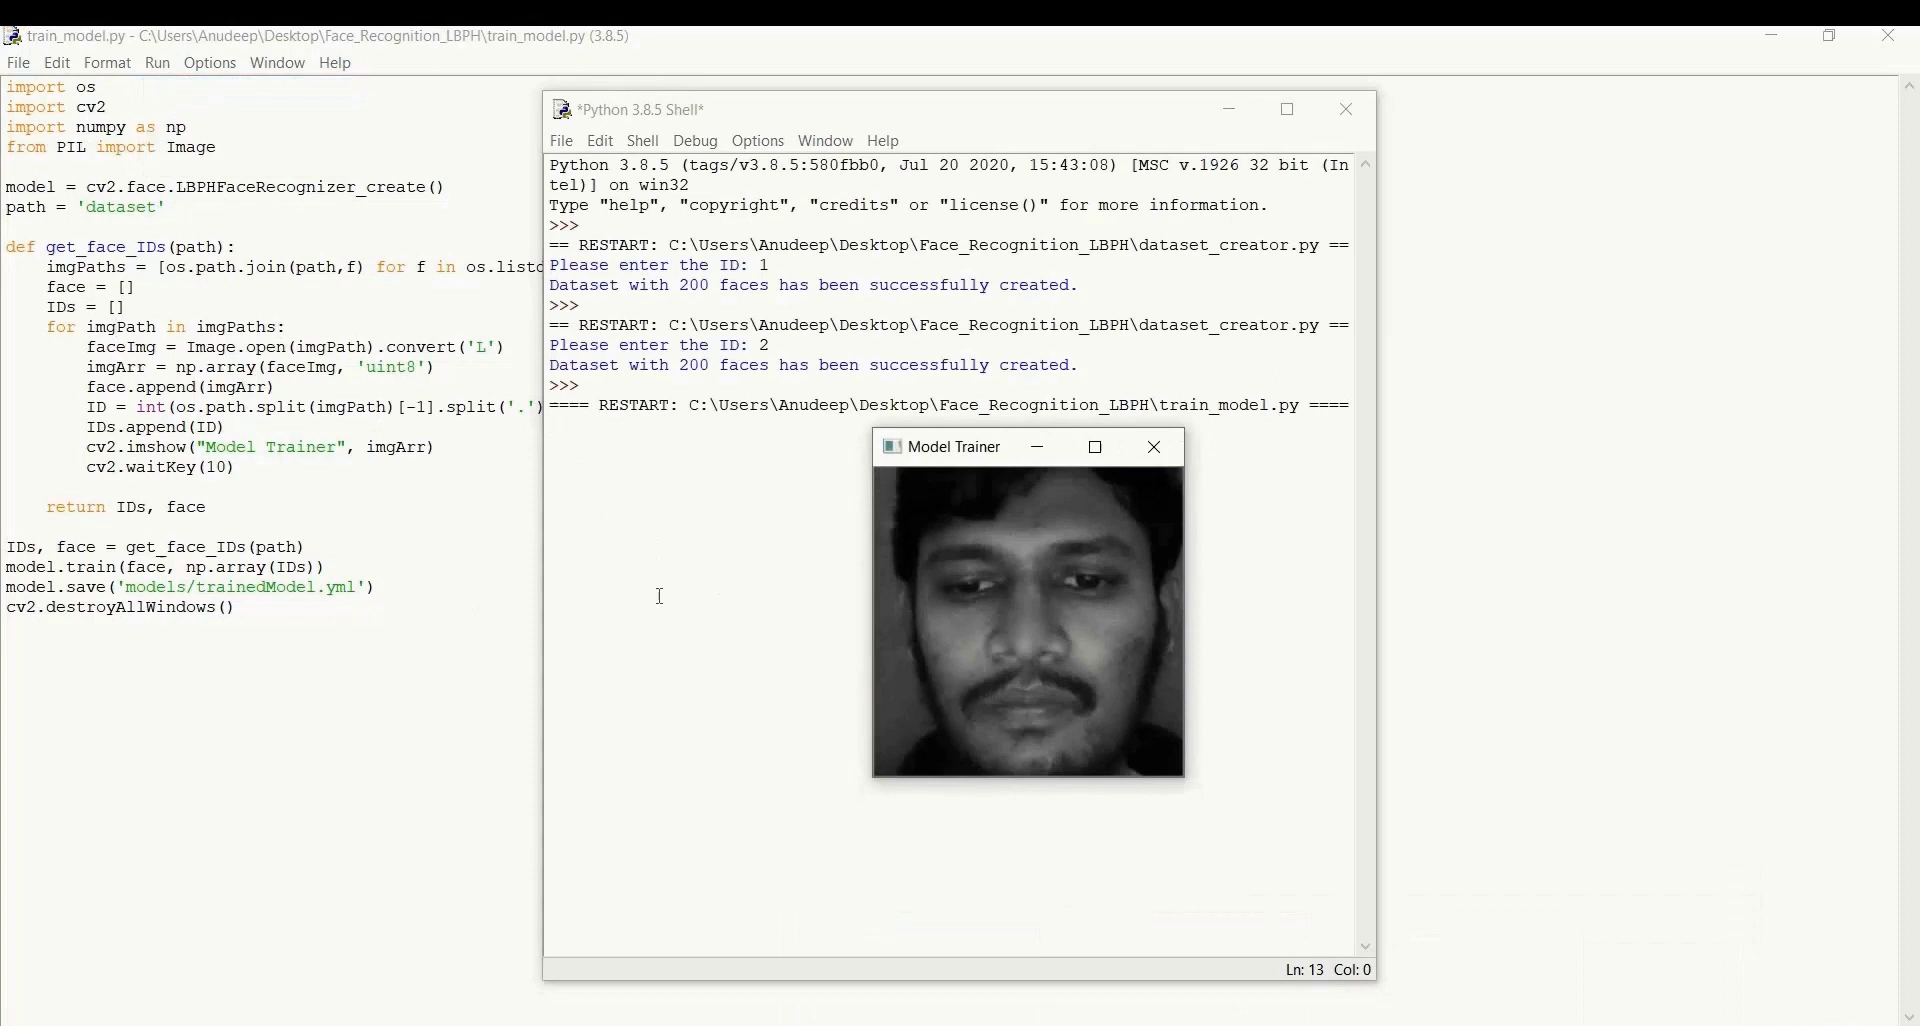 train_model.py - C:\Users\Anudeep\Desktop\Face_Recognition_LBPH\train_model.py (3.8.5)
File Edit Format Run Options Window Help
import os
import cv2
import numpy as np
from PIL import Image
model = cv2.face.LBPHFaceRecognizer_create()
path = 'dataset'
def get_face_IDs(path):
imgPaths = [os.path.join(path,f) for f in os.listd
face = []
IDs = []
for imgPath in imgPaths:
faceImg = Image.open(imgPath).convert('L')
imgArr = np.array(faceImg, 'uint8')
face.append(imgArr)
ID = int(os.path.split(imgPath)[-1].split('.')
IDs.append(ID)
cv2.imshow("Model Trainer", imgArr)
cv2.waitKey(10)
return IDs, face
IDs, face = get_face_IDs(path)
model.train(face, np.array(IDs))
model.save('models/trainedModel.yml')
cv2.destroyAllWindows()
*Python 3.8.5 Shell*
File Edit Shell Debug Options Window Help
Python 3.8.5 (tags/v3.8.5:580fbb0, Jul 20 2020, 15:43:08) [MSC v.1926 32 bit (In
tel)] on win32
Type "help", "copyright", "credits" or "license()" for more information.
>>>
== RESTART: C:\Users\Anudeep\Desktop\Face_Recognition_LBPH\dataset_creator.py ==
Please enter the ID: 1
Dataset with 200 faces has been successfully created.
>>>
== RESTART: C:\Users\Anudeep\Desktop\Face_Recognition_LBPH\dataset_creator.py ==
Please enter the ID: 2
Dataset with 200 faces has been successfully created.
>>>
==== RESTART: C:\Users\Anudeep\Desktop\Face_Recognition_LBPH\train_model.py ====
Model Trainer
Ln: 13 Col: 0